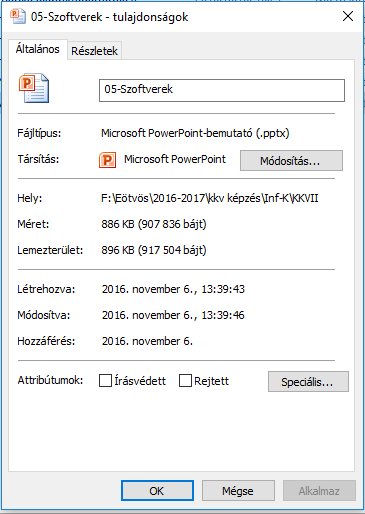 05-Szoftverek - tulajdonságok
Általános Részletek
05-Szoftverek
Fájltípus: Microsoft PowerPoint-bemutató (.pptx)
Társítás: Microsoft PowerPoint Módosítás...
Hely: F:\Eötvös\2016-2017\kkv képzés\Inf-K\KKVII
Méret: 886 KB (907 836 bájt)
Lemezterület: 896 KB (917 504 bájt)
Létrehozva: 2016. november 6., 13:39:43
Módosítva: 2016. november 6., 13:39:46
Hozzáférés: 2016. november 6.
Attribútumok: Írásvédett Rejtett Speciális...
OK Mégse Alkalmaz